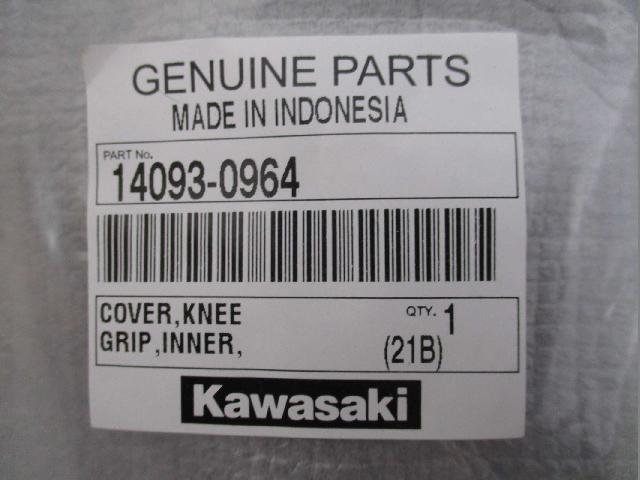 GENUINE PARTS
MADE IN INDONESIA
PART No.
14093-0964
COVER,KNEE QTY. 1
GRIP,INNER, (21B)
Kawasaki